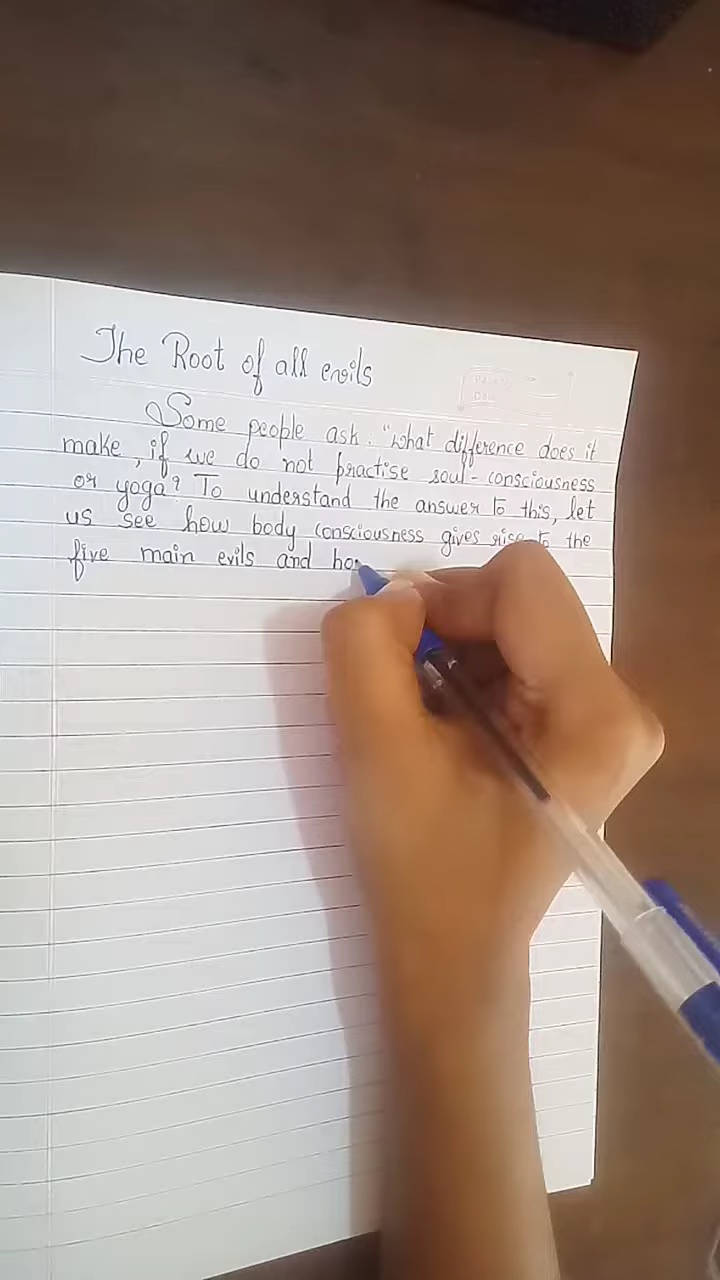 The Root of all evils
Some people ask. "what difference does it
make, if we do not practise soul-consciousness
or yoga? To understand the answer to this, let
us see how body consciousness gives rise to the
five main evils and ho